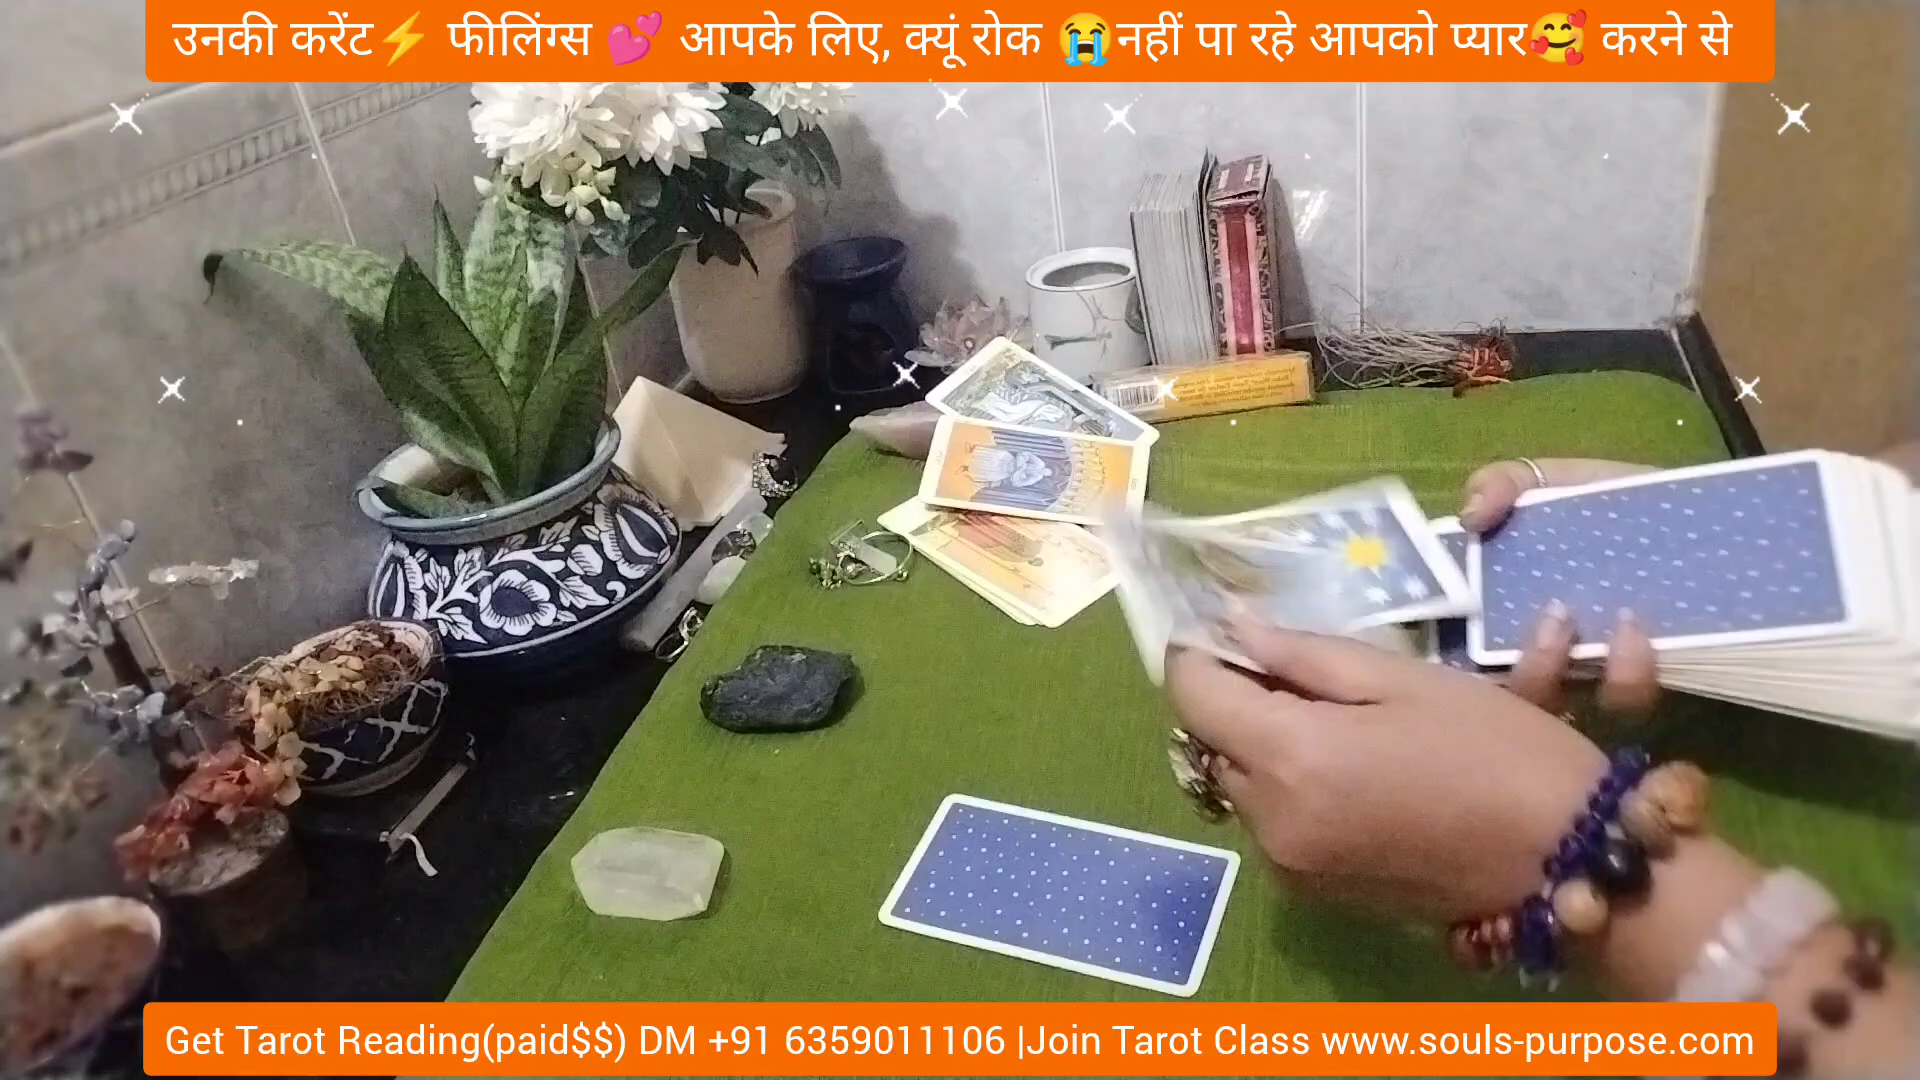 उनकी करेंट⚡ फीलिंग्स 💕 आपके लिए, क्यूं रोक 😭नहीं पा रहे आपको प्यार🥰 करने से
Get Tarot Reading(paid$$) DM +91 6359011106 |Join Tarot Class www.souls-purpose.com